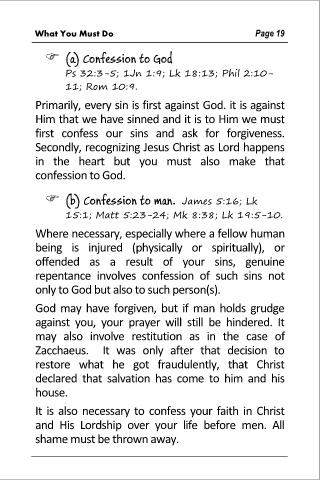 What You Must Do Page 19
☞ (a) Confession to God
Ps 32:3-5; 1Jn 1:9; Lk 18:13; Phil 2:10-
11; Rom 10:9.
Primarily, every sin is first against God. it is against
Him that we have sinned and it is to Him we must
first confess our sins and ask for forgiveness.
Secondly, recognizing Jesus Christ as Lord happens
in the heart but you must also make that
confession to God.
☞ (b) Confession to man. James 5:16; Lk
15:1; Matt 5:23-24; Mk 8:38; Lk 19:5-10.
Where necessary, especially where a fellow human
being is injured (physically or spiritually), or
offended as a result of your sins, genuine
repentance involves confession of such sins not
only to God but also to such person(s).
God may have forgiven, but if man holds grudge
against you, your prayer will still be hindered. It
may also involve restitution as in the case of
Zacchaeus. It was only after that decision to
restore what he got fraudulently, that Christ
declared that salvation has come to him and his
house.
It is also necessary to confess your faith in Christ
and His Lordship over your life before men. All
shame must be thrown away.